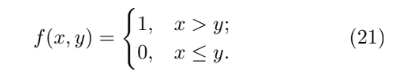 f(x, y) = { 1, x > y;
0, x ≤ y. (21)